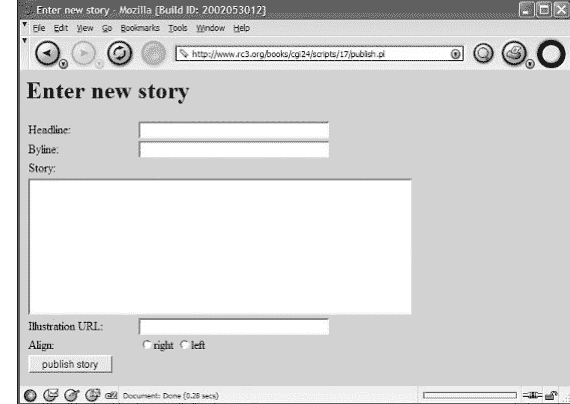 Enter new story - Mozilla [Build ID: 2002053012]
File Edit View Go Bookmarks Tools Window Help
http://www.rc3.org/books/cgi24/scripts/17/publish.pl
Enter new story
Headline:
Byline:
Story:
Illustration URL:
Align: right left
publish story
Document: Done (0.28 secs)